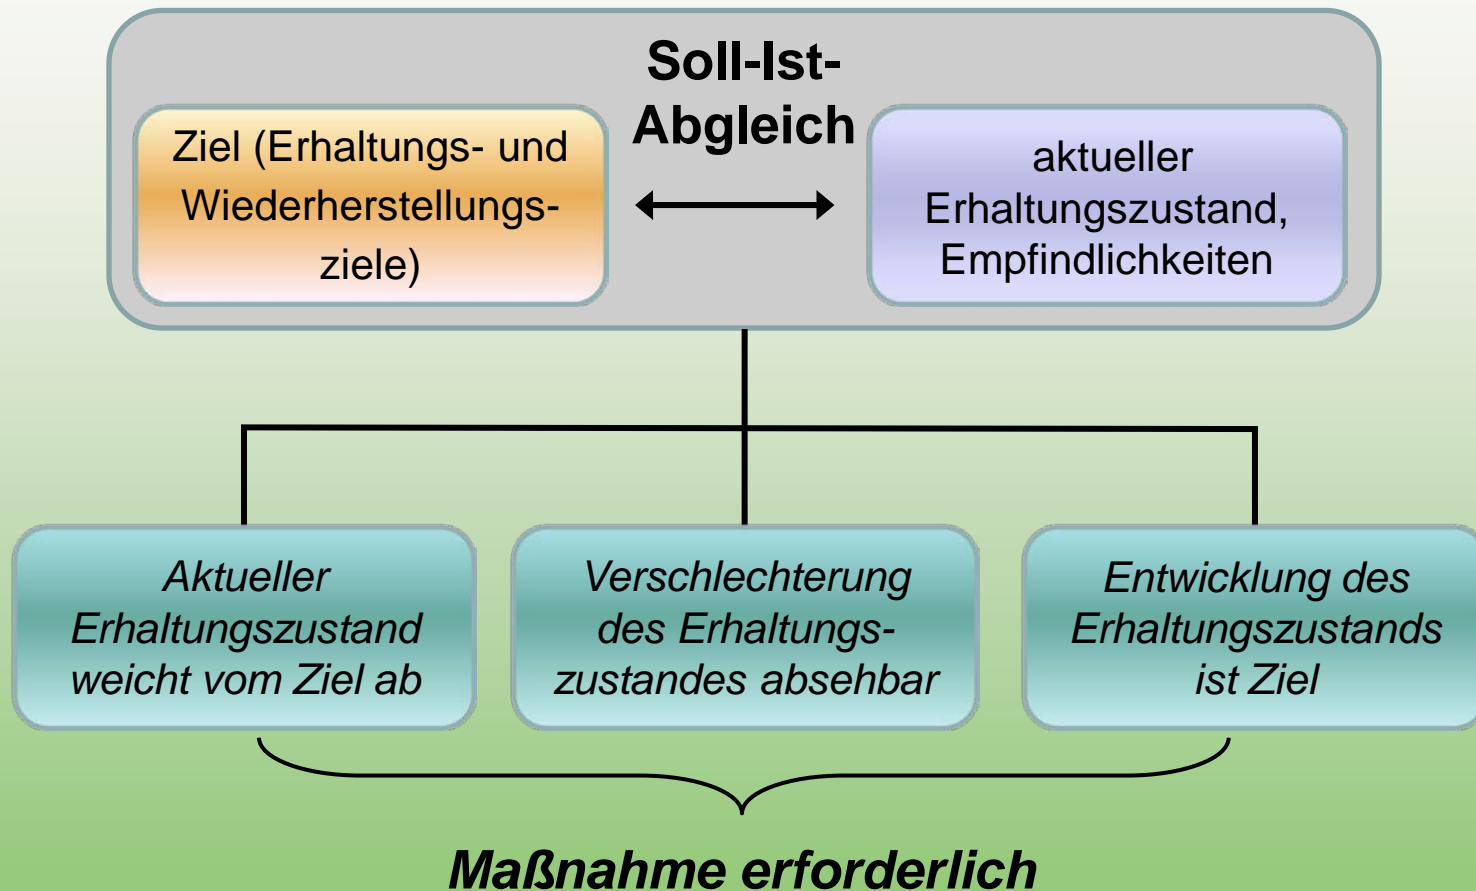 Soll-Ist-
Abgleich
Ziel (Erhaltungs- und
Wiederherstellungs-
ziele)
aktueller
Erhaltungszustand,
Empfindlichkeiten
Aktueller
Erhaltungszustand
weicht vom Ziel ab
Verschlechterung
des Erhaltungs-
zustandes absehbar
Entwicklung des
Erhaltungszustands
ist Ziel
Maßnahme erforderlich